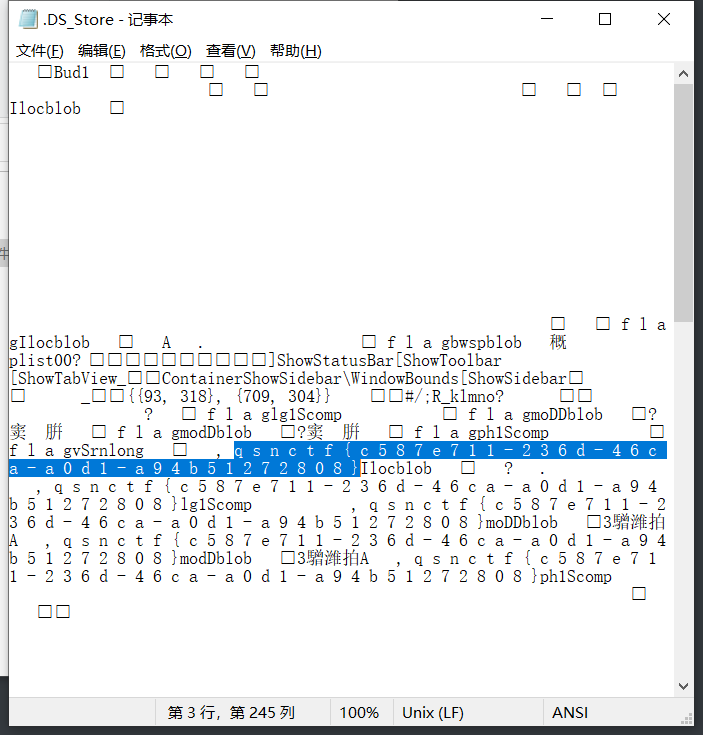 .DS_Store - 记事本
文件(F) 编辑(E) 格式(O) 查看(V) 帮助(H)
□Bud1 □ □ □ □
□ □ □ □ □
Ilocblob □
□ □ f l a
gIlocblob □ A . □ f l a gbwspblob 概
plist00? □□□□□□□□□□]ShowStatusBar[ShowToolbar
[ShowTabView_□□ContainerShowSidebar\WindowBounds[ShowSidebar□
□ _□□{{93, 318}, {709, 304}} □□#/;R_klmno? □□
? □ f l a glg1Scomp □ f l a gmoDDblob □?
窦 胼 □ f l a gmodDblob □?窦 胼 □ f l a gph1Scomp □
f l a gvSrnlong □ , q s n c t f { c 5 8 7 e 7 1 1 - 2 3 6 d - 4 6 c
a - a 0 d 1 - a 9 4 b 5 1 2 7 2 8 0 8 }Ilocblob □ ? .
, q s n c t f { c 5 8 7 e 7 1 1 - 2 3 6 d - 4 6 c a - a 0 d 1 - a 9 4
b 5 1 2 7 2 8 0 8 }lg1Scomp , q s n c t f { c 5 8 7 e 7 1 1 - 2
3 6 d - 4 6 c a - a 0 d 1 - a 9 4 b 5 1 2 7 2 8 0 8 }moDDblob □3驓濰拍
A , q s n c t f { c 5 8 7 e 7 1 1 - 2 3 6 d - 4 6 c a - a 0 d 1 - a 9 4
b 5 1 2 7 2 8 0 8 }modDblob □3驓濰拍A , q s n c t f { c 5 8 7 e 7 1
1 - 2 3 6 d - 4 6 c a - a 0 d 1 - a 9 4 b 5 1 2 7 2 8 0 8 }ph1Scomp
□
□□
件
第 3 行，第 245 列 100% Unix (LF) ANSI